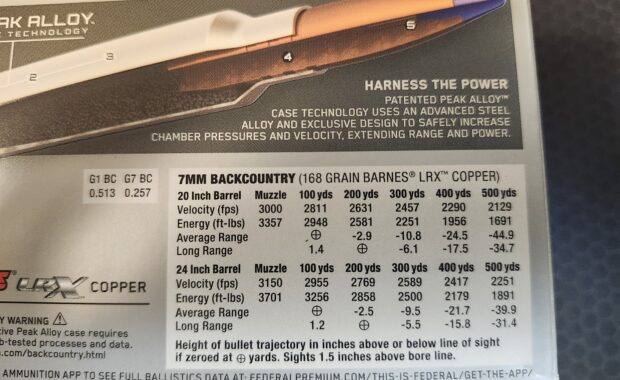 AK ALLOY.
TECHNOLOGY
2
3
4
5
HARNESS THE POWER
PATENTED PEAK ALLOY™
CASE TECHNOLOGY USES AN ADVANCED STEEL
ALLOY AND EXCLUSIVE DESIGN TO SAFELY INCREASE
CHAMBER PRESSURES AND VELOCITY, EXTENDING RANGE AND POWER.
G1 BC G7 BC
0.513 0.257
7MM BACKCOUNTRY (168 GRAIN BARNES® LRX™ COPPER)
20 Inch Barrel Muzzle 100 yds 200 yds 300 yds 400 yds 500 yds
Velocity (fps) 3000 2811 2631 2457 2290 2129
Energy (ft-lbs) 3357 2948 2581 2251 1956 1691
Average Range ⊕ -2.9 -10.8 -24.5 -44.9
Long Range 1.4 ⊕ -6.1 -17.5 -34.7
24 Inch Barrel Muzzle 100 yds 200 yds 300 yds 400 yds 500 yds
Velocity (fps) 3150 2955 2769 2589 2417 2251
Energy (ft-lbs) 3701 3256 2858 2500 2179 1891
Average Range ⊕ -2.5 -9.5 -21.7 -39.9
Long Range 1.2 ⊕ -5.5 -15.8 -31.4
Height of bullet trajectory in inches above or below line of sight
if zeroed at ⊕ yards. Sights 1.5 inches above bore line.
S® LRX COPPER
Y WARNING ⚠
tive Peak Alloy case requires
b-tested processes and data.
.com/backcountry.html
AMMUNITION APP TO SEE FULL BALLISTICS DATA AT: FEDERALPREMIUM.COM/THIS-IS-FEDERAL/GET-THE-APP/